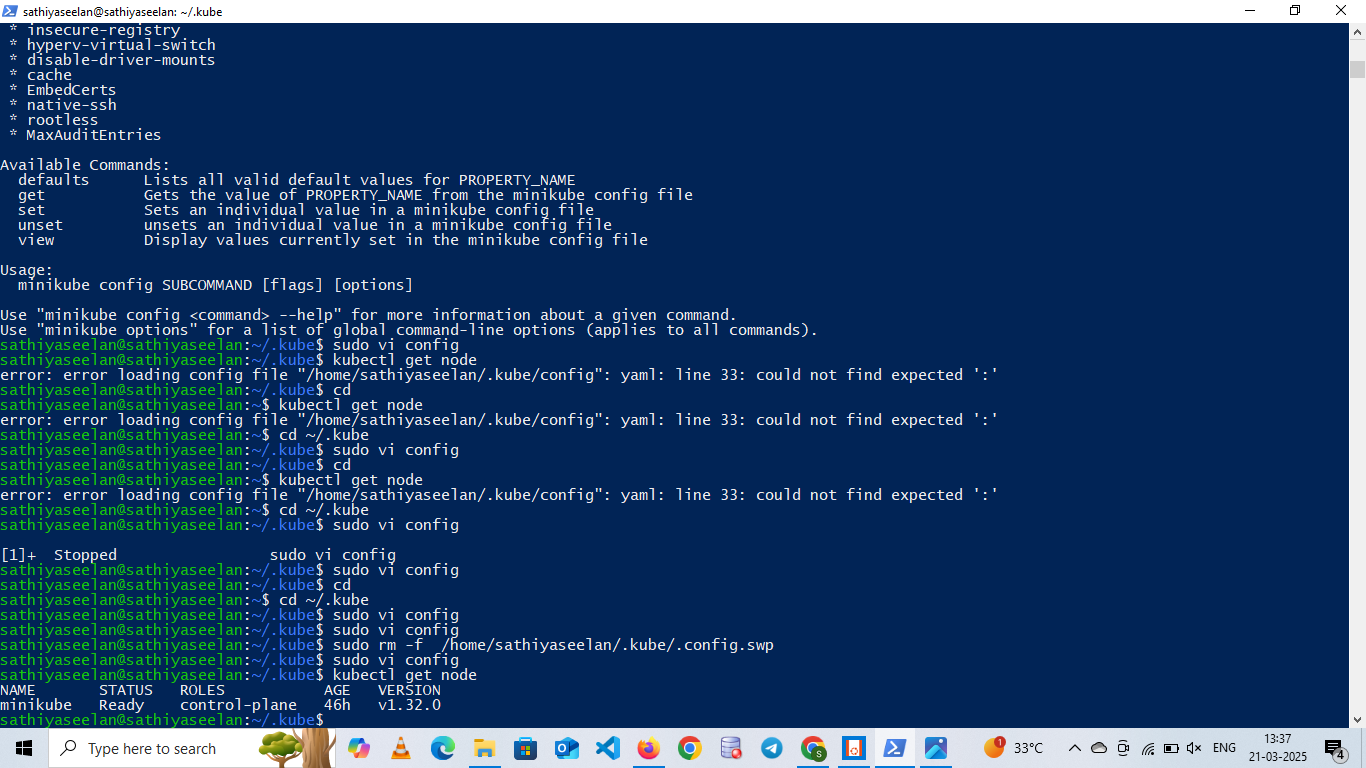 sathiyaseelan@sathiyaseelan: ~/.kube
* insecure-registry
* hyperv-virtual-switch
* disable-driver-mounts
* cache
* EmbedCerts
* native-ssh
* rootless
* MaxAuditEntries
Available Commands:
defaults      Lists all valid default values for PROPERTY_NAME
get           Gets the value of PROPERTY_NAME from the minikube config file
set           Sets an individual value in a minikube config file
unset         unsets an individual value in a minikube config file
view          Display values currently set in the minikube config file
Usage:
minikube config SUBCOMMAND [flags] [options]
Use "minikube config <command> --help" for more information about a given command.
Use "minikube options" for a list of global command-line options (applies to all commands).
sathiyaseelan@sathiyaseelan:~/.kube$ sudo vi config
sathiyaseelan@sathiyaseelan:~/.kube$ kubectl get node
error: error loading config file "/home/sathiyaseelan/.kube/config": yaml: line 33: could not find expected ':'
sathiyaseelan@sathiyaseelan:~/.kube$ cd
sathiyaseelan@sathiyaseelan:~$ kubectl get node
error: error loading config file "/home/sathiyaseelan/.kube/config": yaml: line 33: could not find expected ':'
sathiyaseelan@sathiyaseelan:~$ cd ~/.kube
sathiyaseelan@sathiyaseelan:~/.kube$ sudo vi config
sathiyaseelan@sathiyaseelan:~/.kube$ cd
sathiyaseelan@sathiyaseelan:~$ kubectl get node
error: error loading config file "/home/sathiyaseelan/.kube/config": yaml: line 33: could not find expected ':'
sathiyaseelan@sathiyaseelan:~$ cd ~/.kube
sathiyaseelan@sathiyaseelan:~/.kube$ sudo vi config
[1]+  Stopped                 sudo vi config
sathiyaseelan@sathiyaseelan:~/.kube$ sudo vi config
sathiyaseelan@sathiyaseelan:~/.kube$ cd
sathiyaseelan@sathiyaseelan:~$ cd ~/.kube
sathiyaseelan@sathiyaseelan:~/.kube$ sudo vi config
sathiyaseelan@sathiyaseelan:~/.kube$ sudo vi config
sathiyaseelan@sathiyaseelan:~/.kube$ sudo rm -f  /home/sathiyaseelan/.kube/.config.swp
sathiyaseelan@sathiyaseelan:~/.kube$ sudo vi config
sathiyaseelan@sathiyaseelan:~/.kube$ kubectl get node
NAME       STATUS   ROLES           AGE   VERSION
minikube   Ready    control-plane   46h   v1.32.0
sathiyaseelan@sathiyaseelan:~/.kube$
Type here to search
S
1
33°C
ENG
13:37
21-03-2025
4